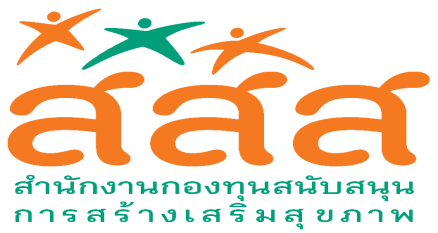 สสส
สำนักงานกองทุนสนับสนุน
การสร้างเสริมสุขภาพ